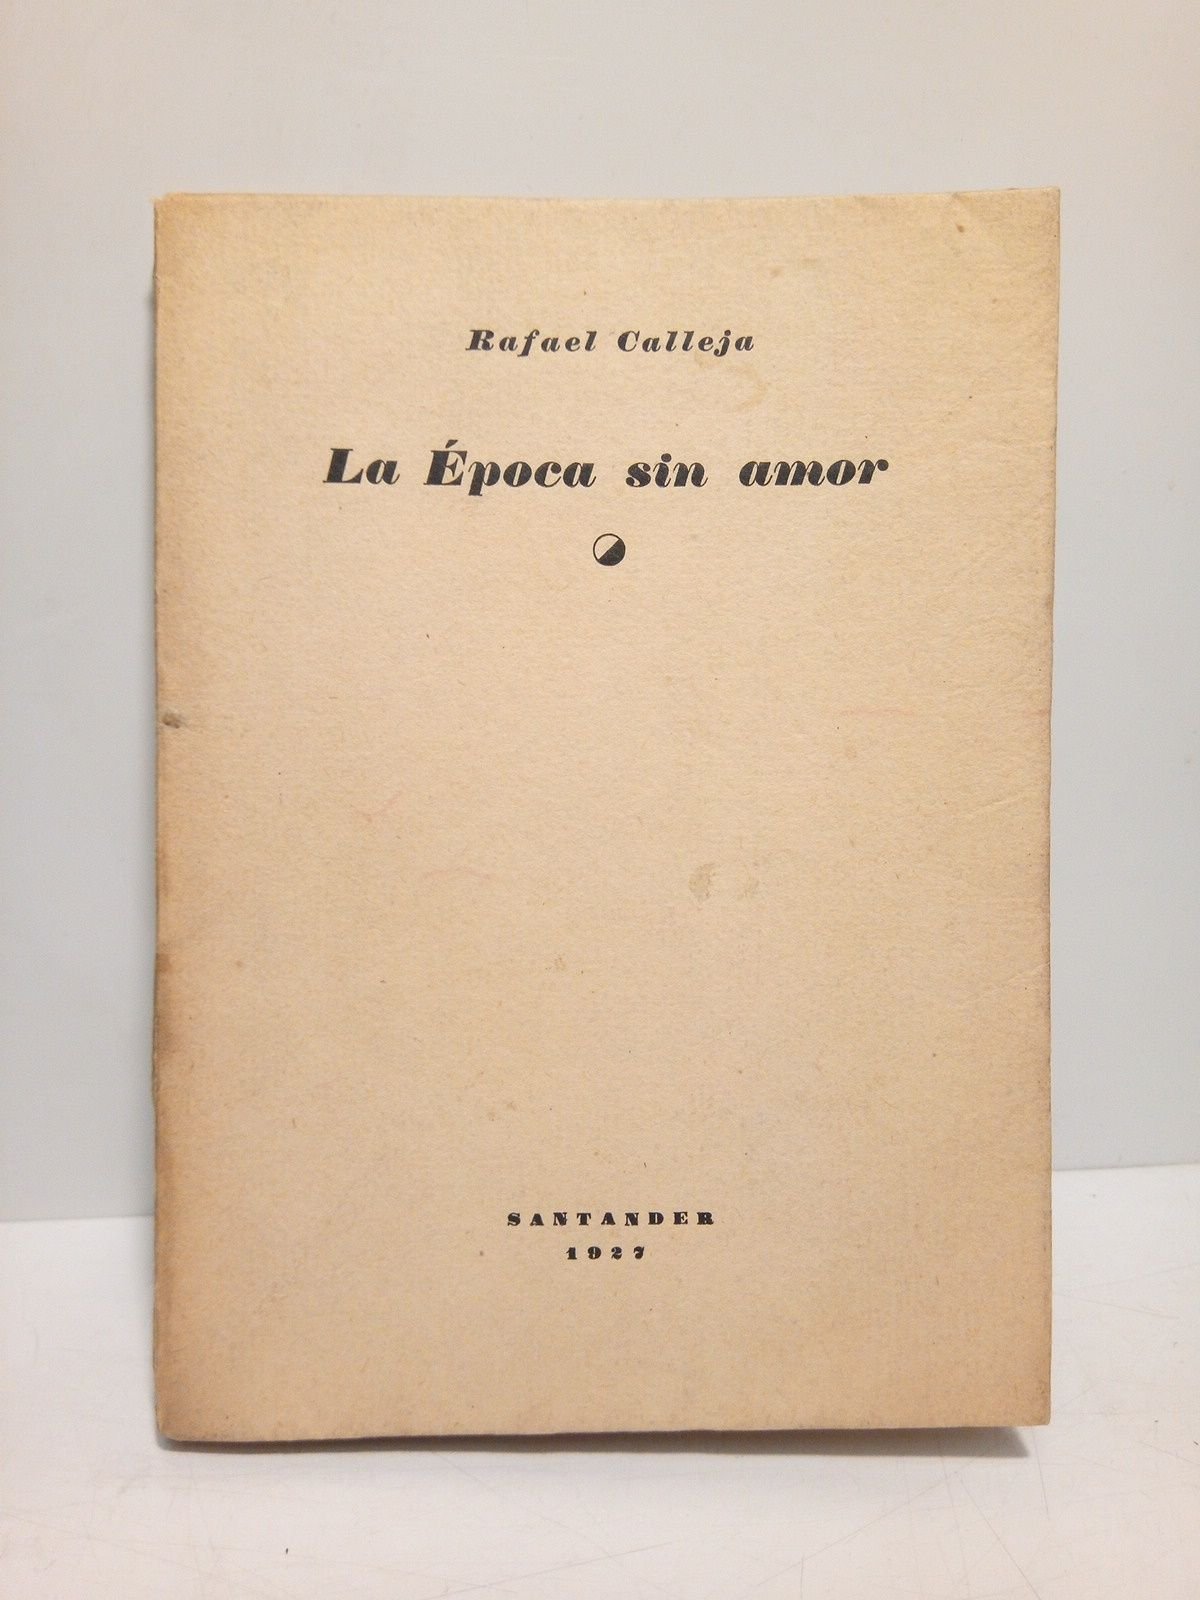 Rafael Calleja
La Época sin amor
SANTANDER
1927